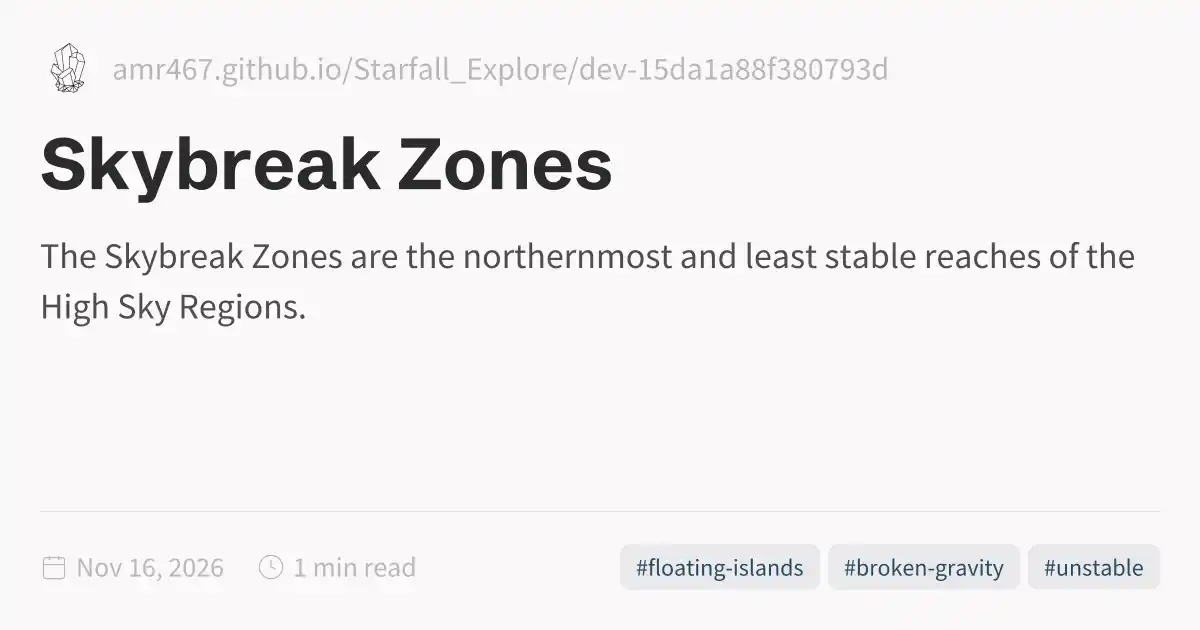 amr467.github.io/Starfall_Explore/dev-15da1a88f380793d
Skybreak Zones
The Skybreak Zones are the northernmost and least stable reaches of the
High Sky Regions.
Nov 16, 2026 1 min read #floating-islands #broken-gravity #unstable